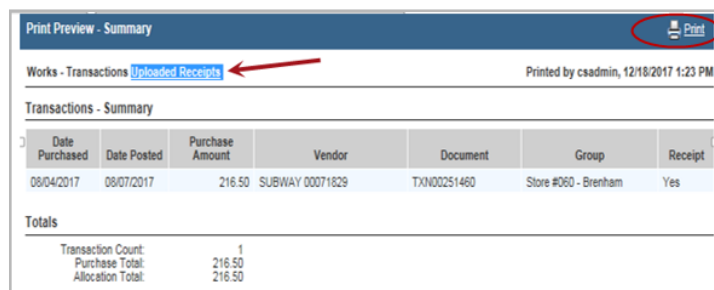 Print Preview - Summary Print
Works - Transactions Uploaded Receipts Printed by csadmin, 12/18/2017 1:23 PM
Transactions - Summary
Date Purchased Date Posted Purchase Amount Vendor Document Group Receipt
08/04/2017 08/07/2017 216.50 SUBWAY 00071829 TXN00251460 Store #060 - Brenham Yes
Totals
Transaction Count: 1
Purchase Total: 216.50
Allocation Total: 216.50